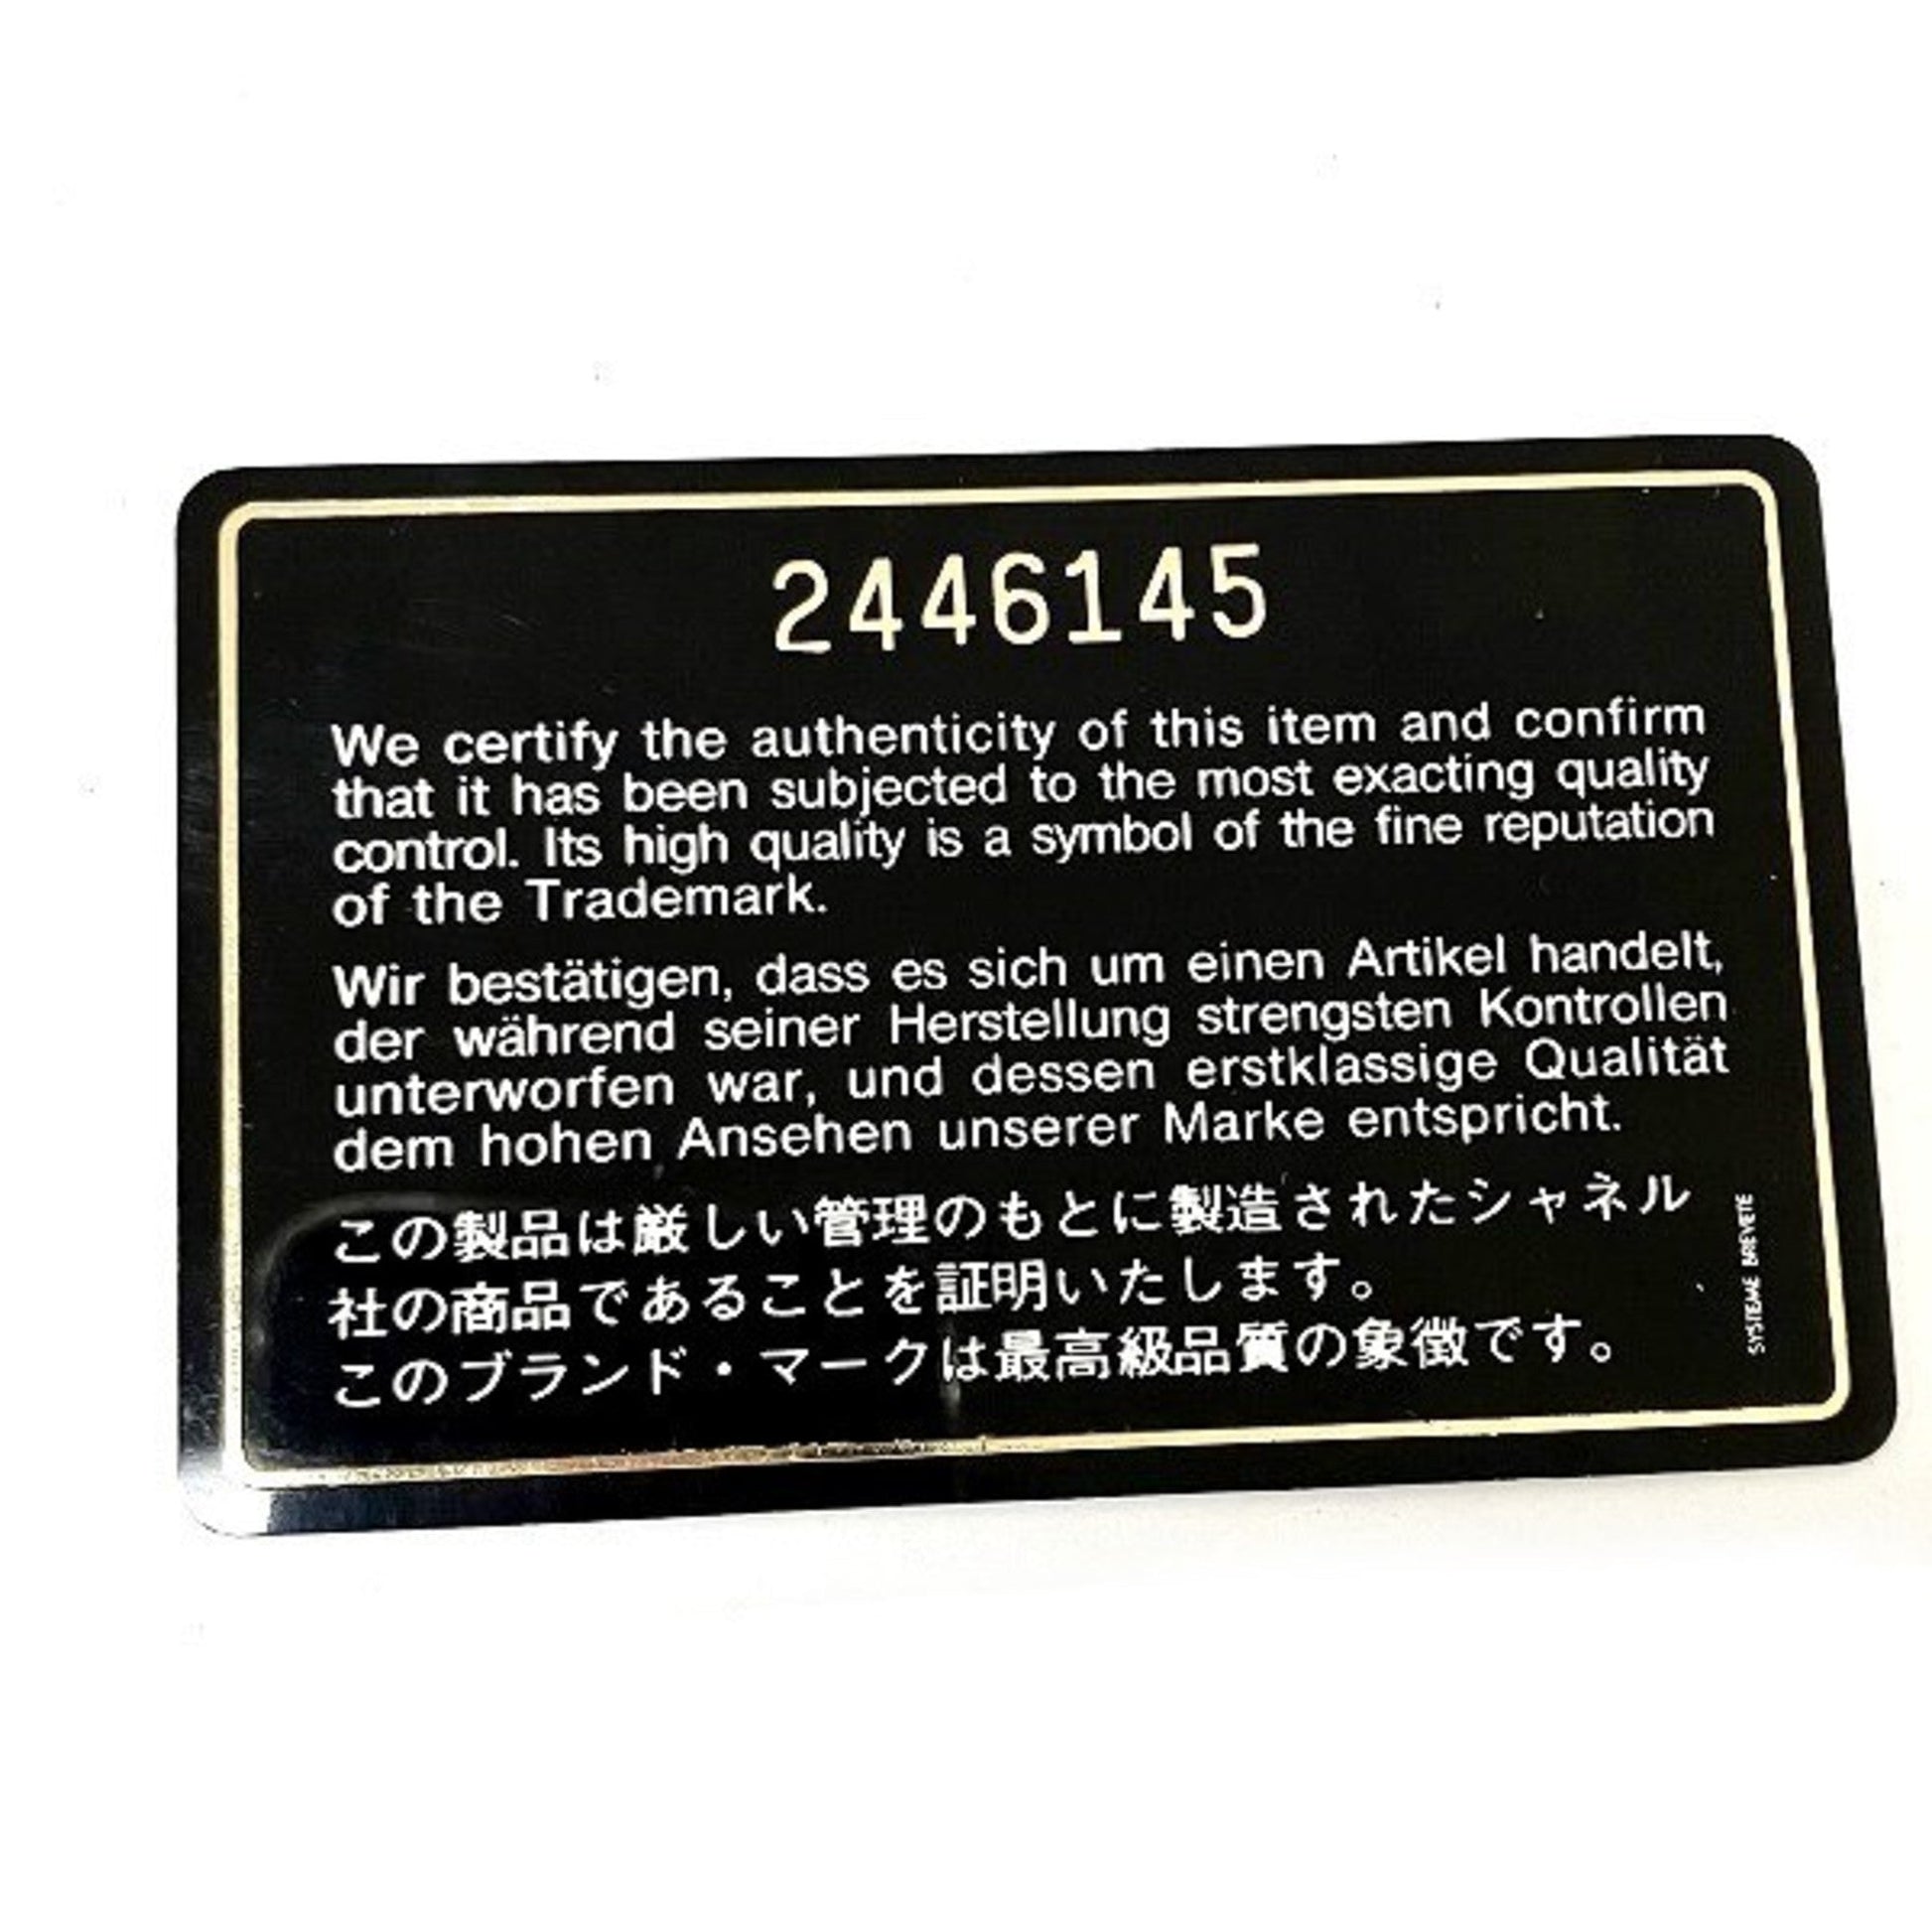 2446145
We certify the authenticity of this item and confirm
that it has been subjected to the most exacting quality
control. Its high quality is a symbol of the fine reputation
of the Trademark.
Wir bestätigen, dass es sich um einen Artikel handelt,
der während seiner Herstellung strengsten Kontrollen
unterworfen war, und dessen erstklassige Qualität
dem hohen Ansehen unserer Marke entspricht.
この製品は厳しい管理のもとに製造されたシャネル
社の商品であることを証明いたします。
このブランド・マークは最高級品質の象徴です。
SYSTEME BREVETE